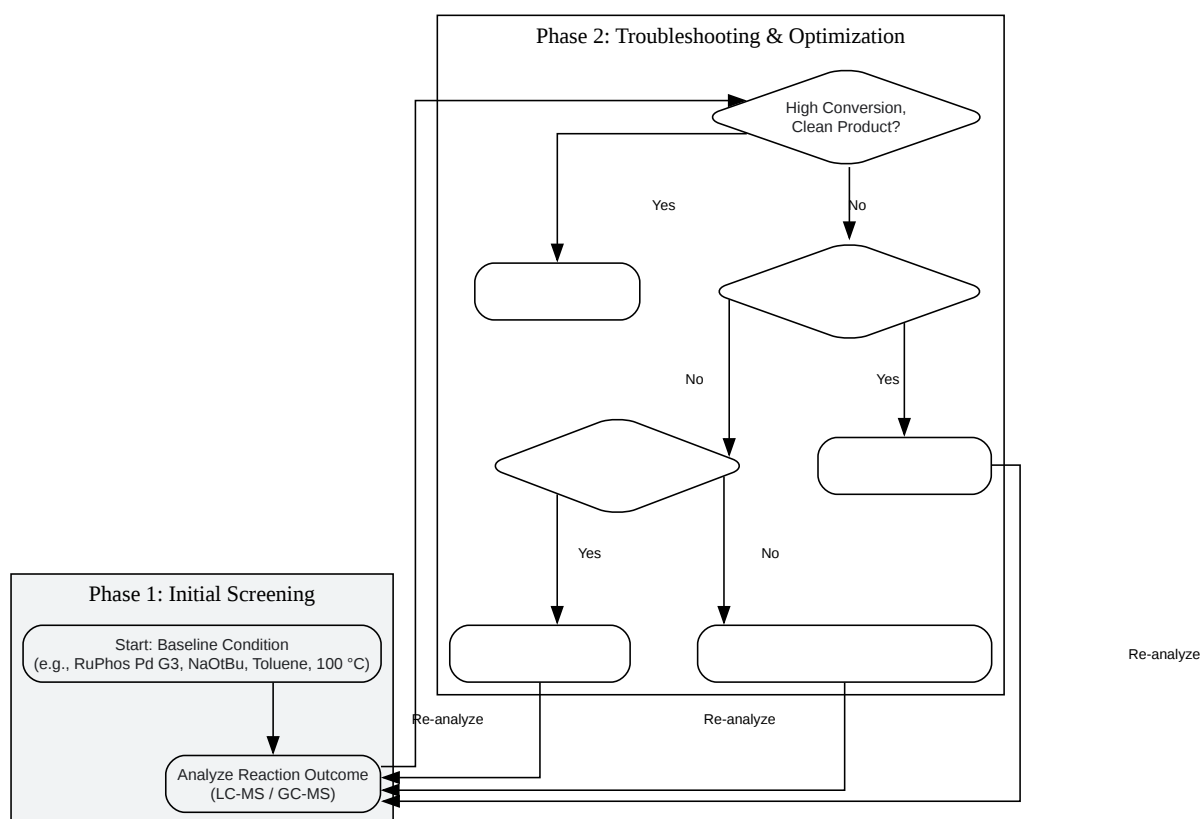 Phase 2: Troubleshooting & Optimization
High Conversion,
Clean Product?
Yes
No
No
Yes
Yes
No
Phase 1: Initial Screening
Start: Baseline Condition
(e.g., RuPhos Pd G3, NaOtBu, Toluene, 100 °C)
Re-analyze
Re-analyze
Re-analyze
Analyze Reaction Outcome
(LC-MS / GC-MS)